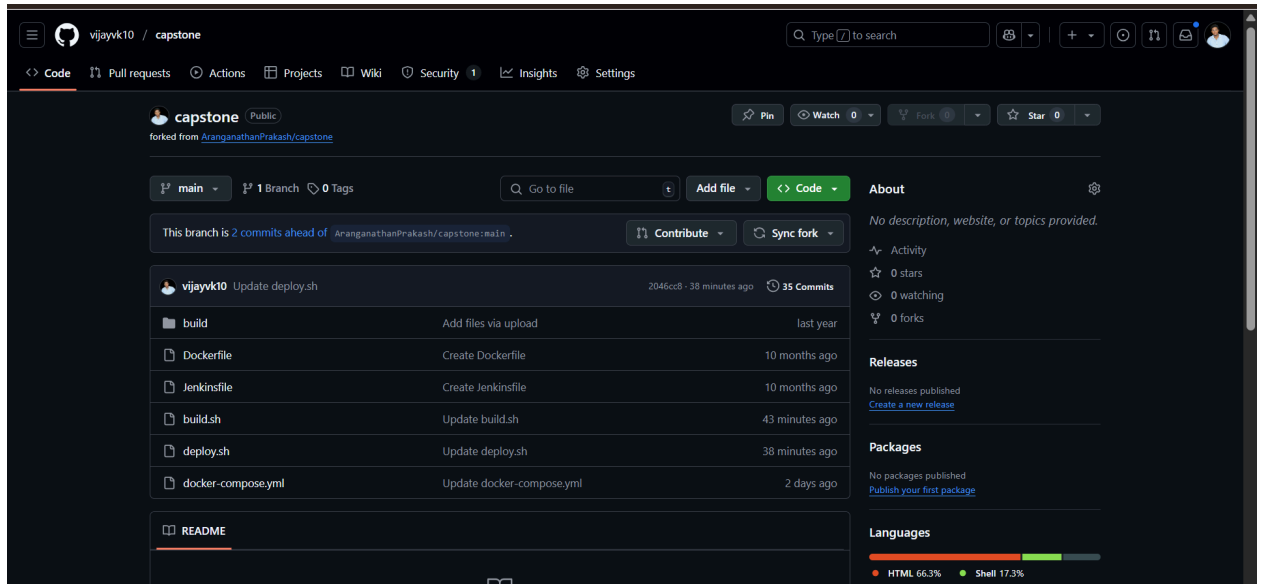 vijayvk10 / capstone
Type / to search
Code Pull requests Actions Projects Wiki Security 1 Insights Settings
capstone Public
Pin Watch 0 Fork 0 Star 0
forked from AranganathanPrakash/capstone
main 1 Branch 0 Tags Go to file t Add file Code
This branch is 2 commits ahead of AranganathanPrakash/capstone:main .
Contribute Sync fork
vijayvk10 Update deploy.sh 2046cc8 · 38 minutes ago 35 Commits
build Add files via upload last year
Dockerfile Create Dockerfile 10 months ago
Jenkinsfile Create Jenkinsfile 10 months ago
build.sh Update build.sh 43 minutes ago
deploy.sh Update deploy.sh 38 minutes ago
docker-compose.yml Update docker-compose.yml 2 days ago
README
About
No description, website, or topics provided.
Activity
0 stars
0 watching
0 forks
Releases
No releases published
Create a new release
Packages
No packages published
Publish your first package
Languages
HTML 66.3% Shell 17.3%